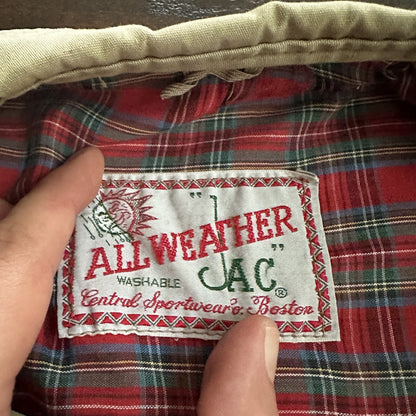 ALL WEATHER
"JAC"®
WASHABLE
Central Sportswear Co. Boston